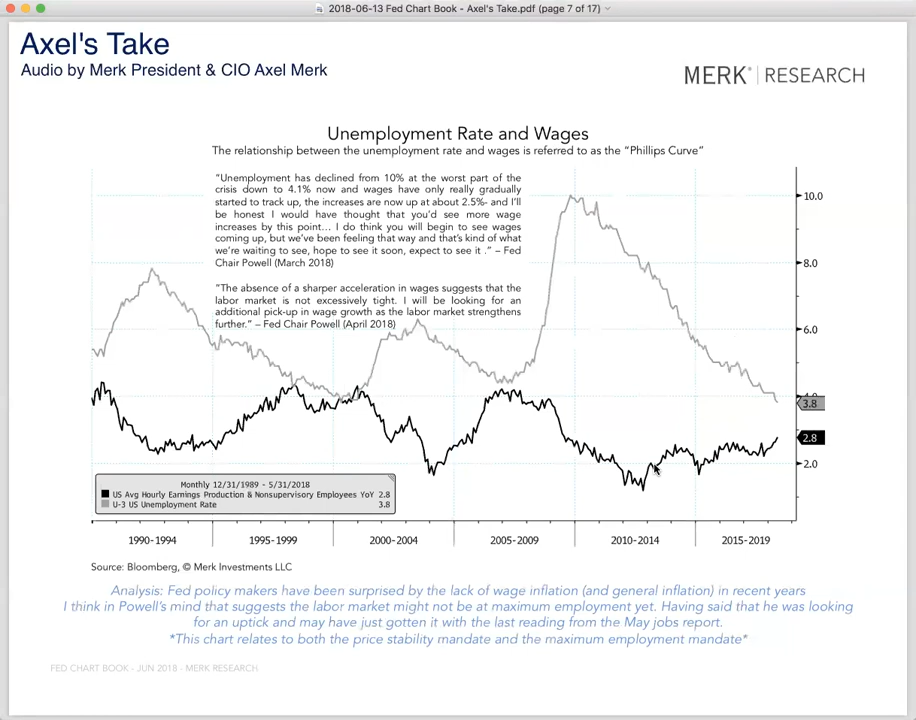 2018-06-13 Fed Chart Book - Axel's Take.pdf (page 7 of 17)
Axel's Take
Audio by Merk President & CIO Axel Merk
MERK® | RESEARCH
Unemployment Rate and Wages
The relationship between the unemployment rate and wages is referred to as the “Phillips Curve”
“Unemployment has declined from 10% at the worst part of the
crisis down to 4.1% now and wages have only really gradually
started to track up, the increases are now up at about 2.5%- and I’ll
be honest I would have thought that you’d see more wage
increases by this point… I do think you will begin to see wages
coming up, but we’ve been feeling that way and that’s kind of what
we’re waiting to see, hope to see it soon, expect to see it .” – Fed
Chair Powell (March 2018)
“The absence of a sharper acceleration in wages suggests that the
labor market is not excessively tight. I will be looking for an
additional pick-up in wage growth as the labor market strengthens
further.” – Fed Chair Powell (April 2018)
10.0
8.0
6.0
4.0
3.8
2.8
2.0
Monthly 12/31/1989 - 5/31/2018
US Avg Hourly Earnings Production & Nonsupervisory Employees YoY 2.8
U-3 US Unemployment Rate 3.8
1990-1994 1995-1999 2000-2004 2005-2009 2010-2014 2015-2019
Source: Bloomberg, © Merk Investments LLC
Analysis: Fed policy makers have been surprised by the lack of wage inflation (and general inflation) in recent years
I think in Powell’s mind that suggests the labor market might not be at maximum employment yet. Having said that he was looking
for an uptick and may have just gotten it with the last reading from the May jobs report.
*This chart relates to both the price stability mandate and the maximum employment mandate*
FED CHART BOOK - JUN 2018 - MERK RESEARCH